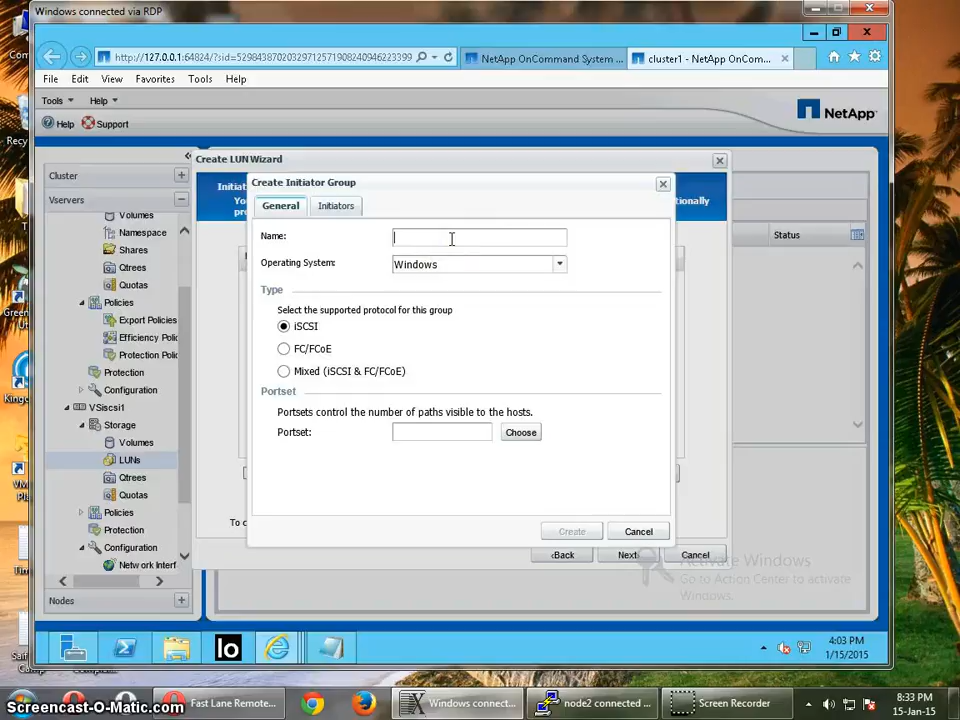 Windows connected via RDP
http://127.0.0.1:64824/?sid=5298438702032971257190824094622339​9
NetApp OnCommand System ...
cluster1 - NetApp OnCom...
File Edit View Favorites Tools Help
Tools Help
Help Support
NetApp
Cluster
Vservers
Volumes
Namespace
Shares
Qtrees
Quotas
Policies
Export Policies
Efficiency Polic
Protection Polic
Protection
Configuration
VSiscsi1
Storage
Volumes
LUNs
Qtrees
Quotas
Policies
Protection
Configuration
Network Interf
Nodes
Create LUN Wizard
Create Initiator Group
General Initiators
Name:
Operating System: Windows
Type
Select the supported protocol for this group
iSCSI
FC/FCoE
Mixed (iSCSI & FC/FCoE)
Portset
Portsets control the number of paths visible to the hosts.
Portset: Choose
Create Cancel
To c
‹Back Next Cancel
Status
Activate Windows
Go to Action Center to activate
Windows.
4:03 PM
1/15/2015
Fast Lane Remote...
Windows connect...
node2 connected ...
Screen Recorder
8:33 PM
15-Jan-15
Screencast-O-Matic.com